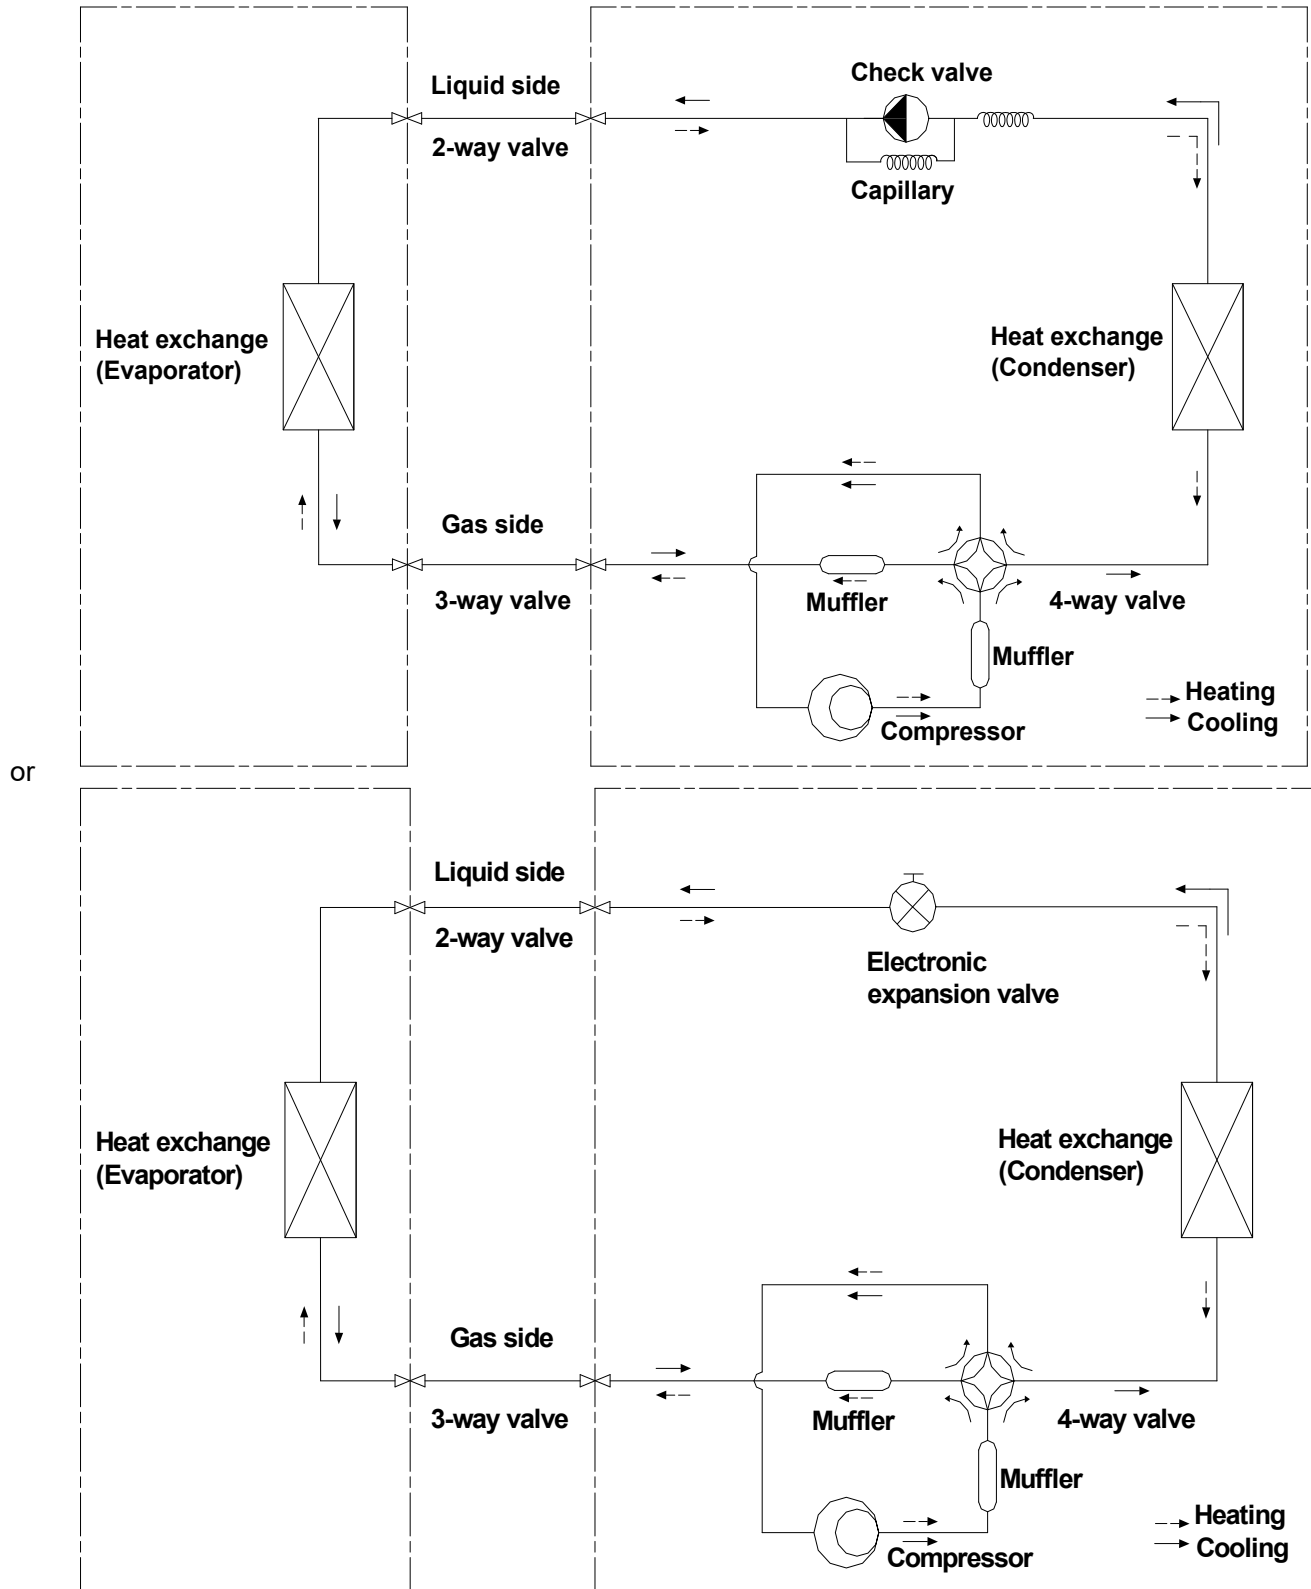 Liquid side
Check valve
2-way valve
Capillary
Heat exchange
(Evaporator)
Heat exchange
(Condenser)
Gas side
3-way valve
Muffler
4-way valve
Muffler
Heating
Cooling
Compressor
or
Liquid side
2-way valve
Electronic
expansion valve
Heat exchange
(Evaporator)
Heat exchange
(Condenser)
Gas side
3-way valve
Muffler
4-way valve
Muffler
Heating
Cooling
Compressor